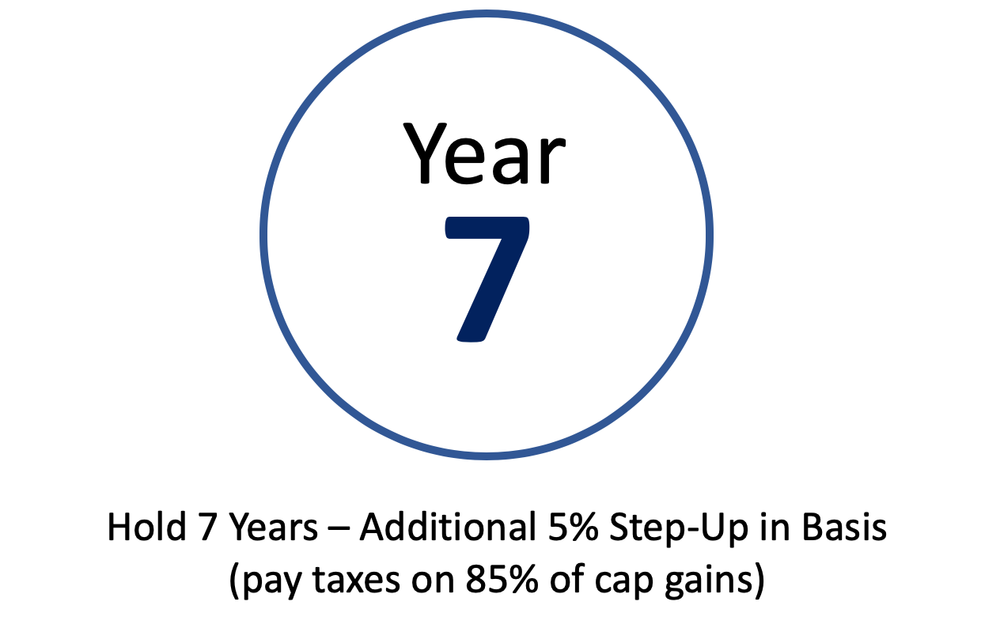 Year
7
Hold 7 Years – Additional 5% Step-Up in Basis
(pay taxes on 85% of cap gains)